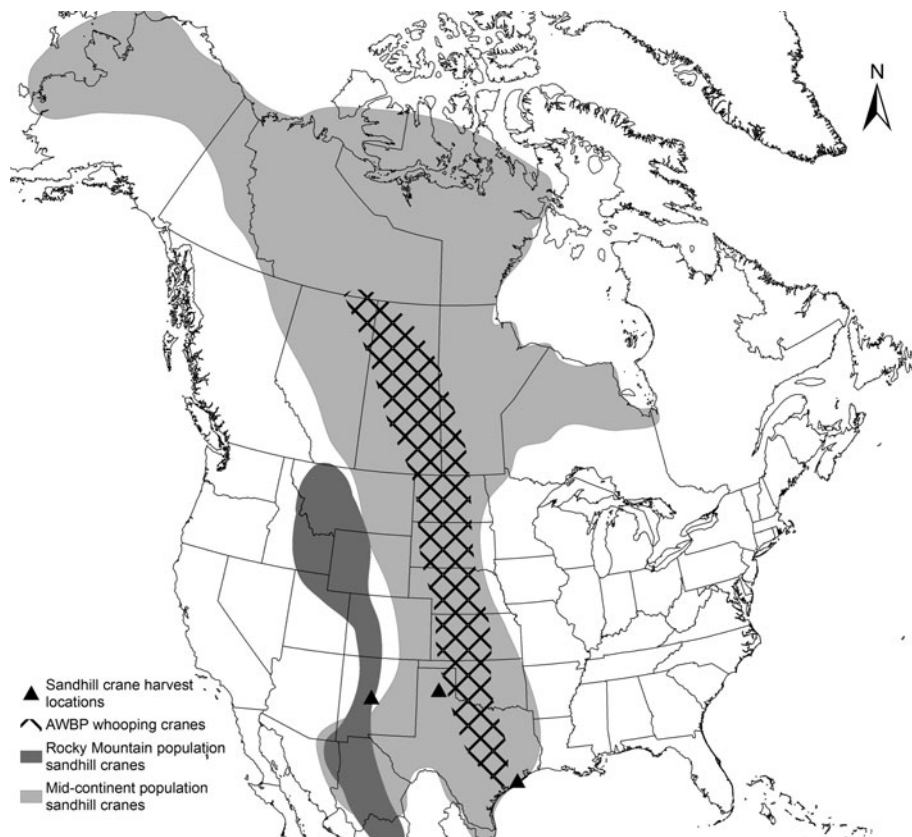 N
Sandhill crane harvest
locations
AWBP whooping cranes
Rocky Mountain population
sandhill cranes
Mid-continent population
sandhill cranes